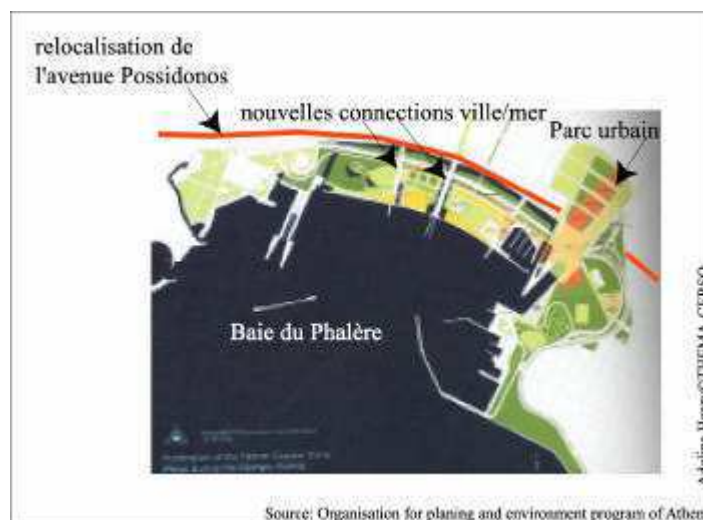 relocalisation de
l'avenue Possidonos
nouvelles connections ville/mer
Parc urbain
Baie du Phalère
Source: Organisation for planing and environment program of Athen